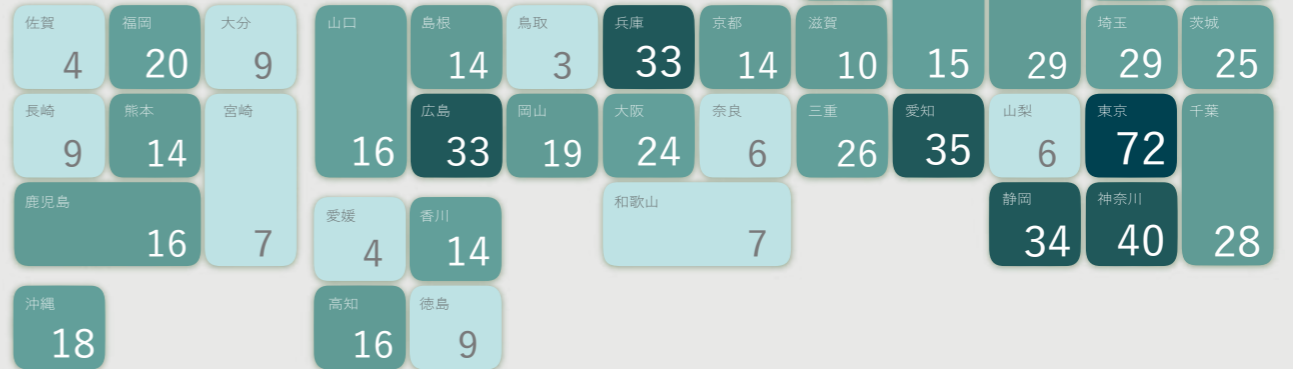 佐賀
4
福岡
20
大分
9
山口
16
島根
14
鳥取
3
兵庫
33
京都
14
滋賀
10
15
29
埼玉
29
茨城
25
長崎
9
熊本
14
宮崎
7
広島
33
岡山
19
大阪
24
奈良
6
三重
26
愛知
35
山梨
6
東京
72
千葉
28
鹿児島
16
愛媛
4
香川
14
和歌山
7
静岡
34
神奈川
40
沖縄
18
高知
16
徳島
9